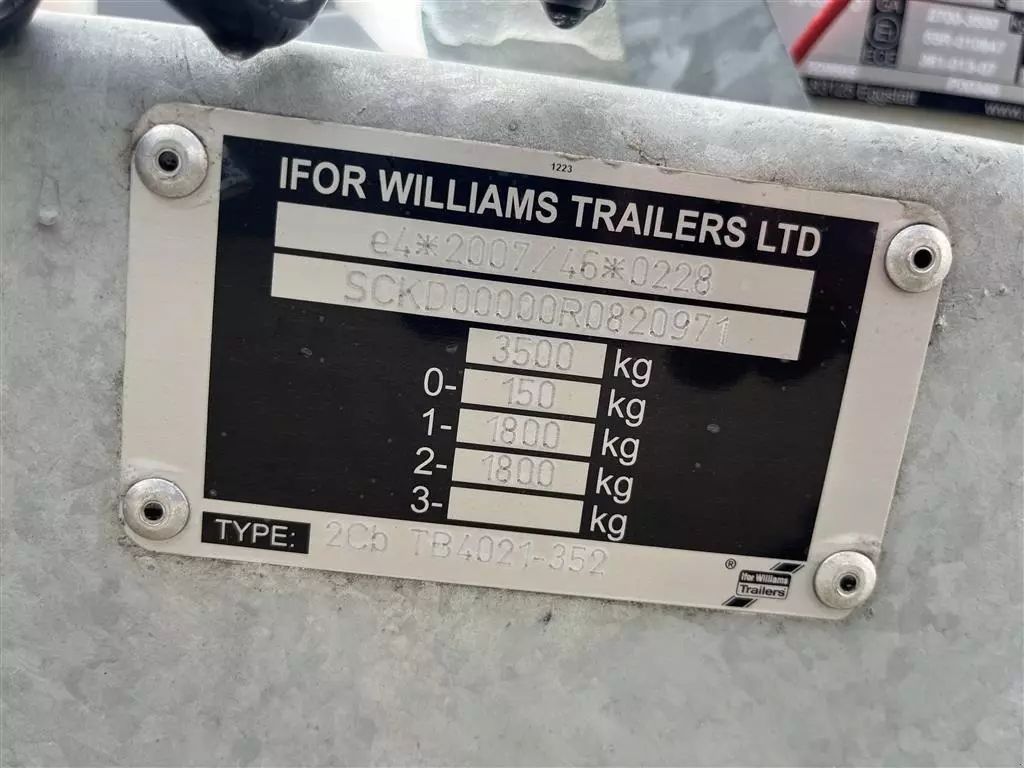 1223
IFOR WILLIAMS TRAILERS LTD
e4*2007/46*0228
SCKD00000R0820971
3500 kg
0- 150 kg
1- 1800 kg
2- 1800 kg
3- kg
TYPE: 2Cb TB4021-352
®
Ifor Williams
Trailers